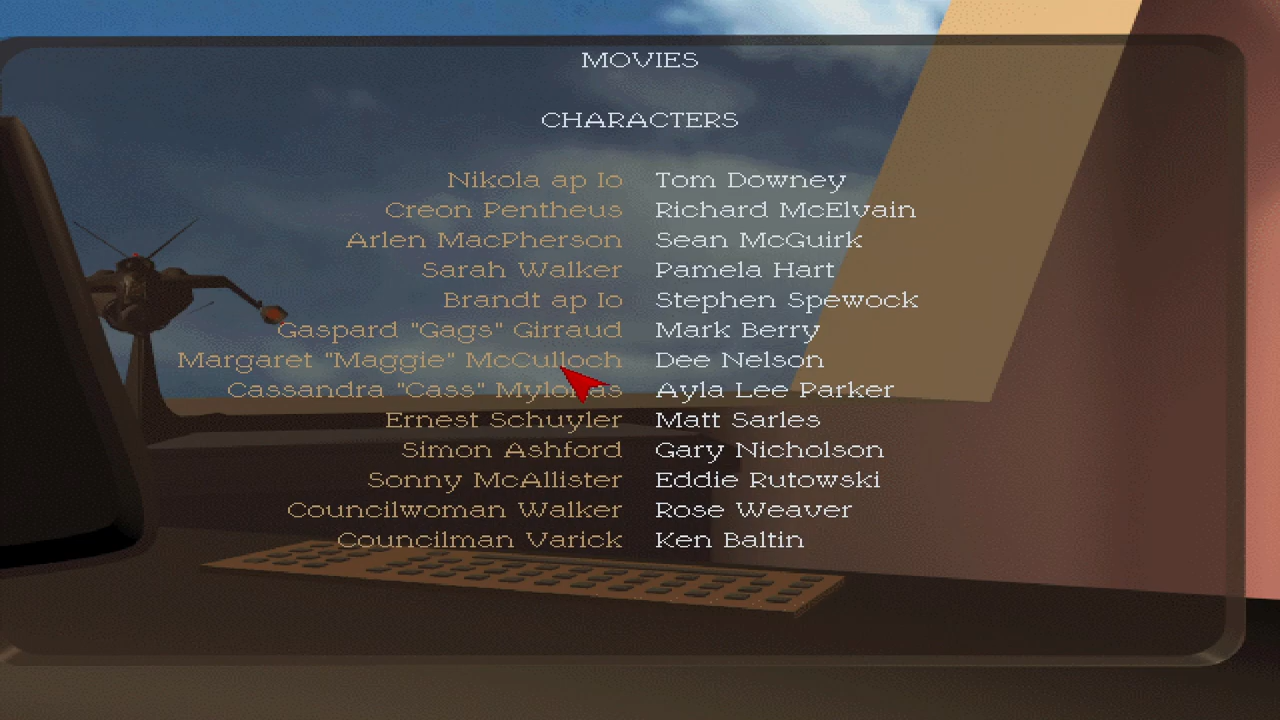 MOVIES
CHARACTERS
Nikola ap Io Tom Downey
Creon Pentheus Richard McElvain
Arlen MacPherson Sean McGuirk
Sarah Walker Pamela Hart
Brandt ap Io Stephen Spewock
Gaspard "Gags" Girraud Mark Berry
Margaret "Maggie" McCulloch Dee Nelson
Cassandra "Cass" Mylonas Ayla Lee Parker
Ernest Schuyler Matt Sarles
Simon Ashford Gary Nicholson
Sonny McAllister Eddie Rutowski
Councilwoman Walker Rose Weaver
Councilman Varick Ken Baltin